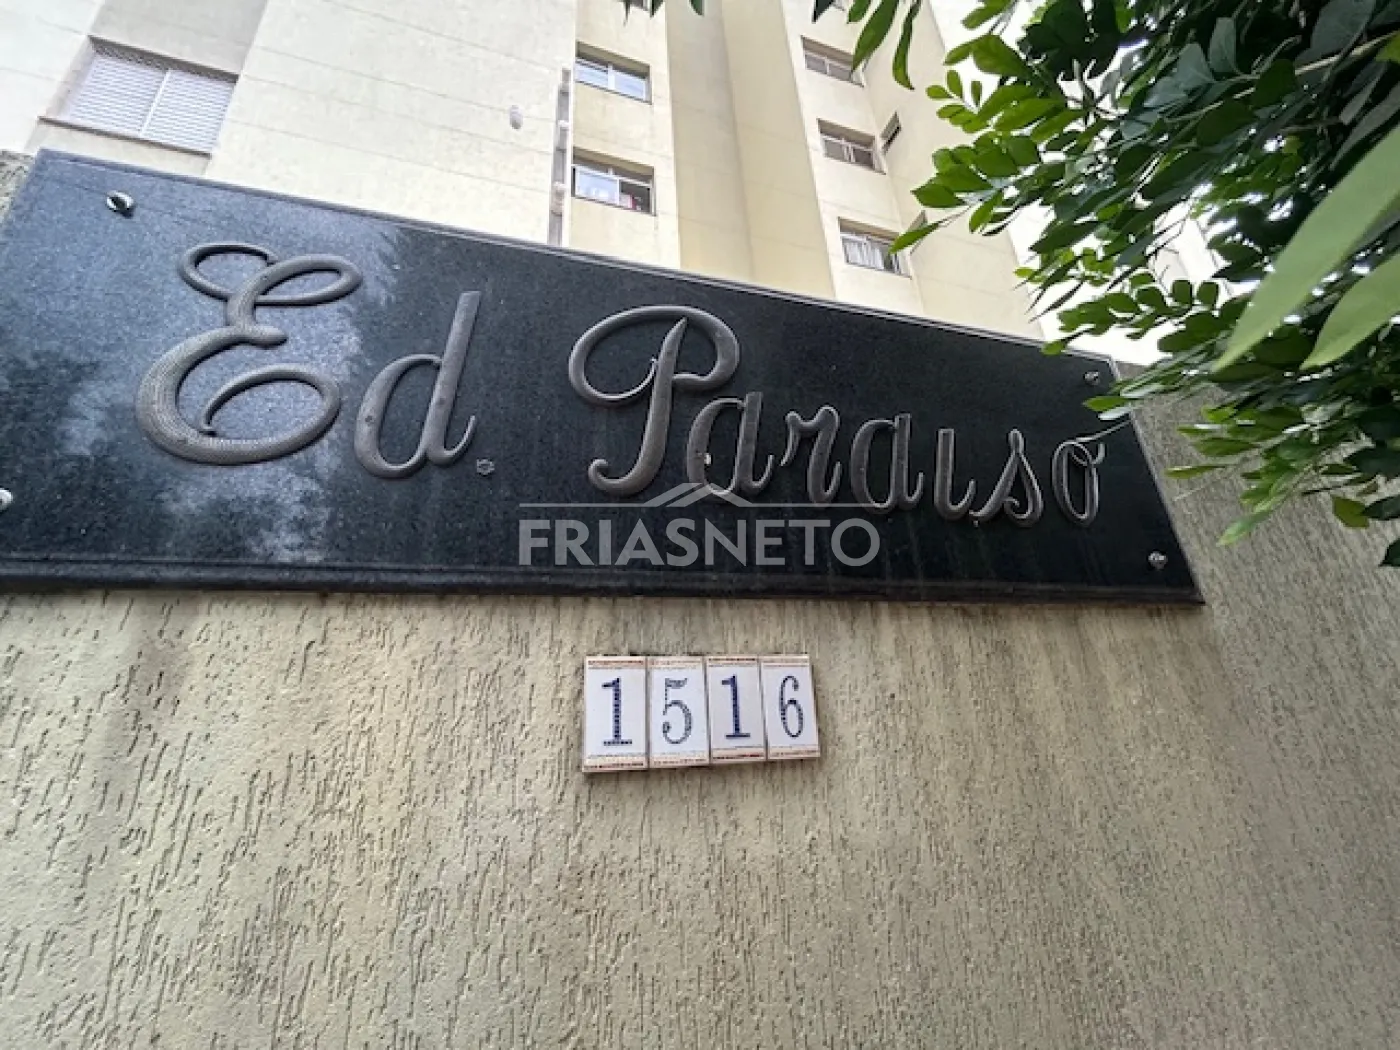 Ed. Paraiso
FRIASNETO
1516